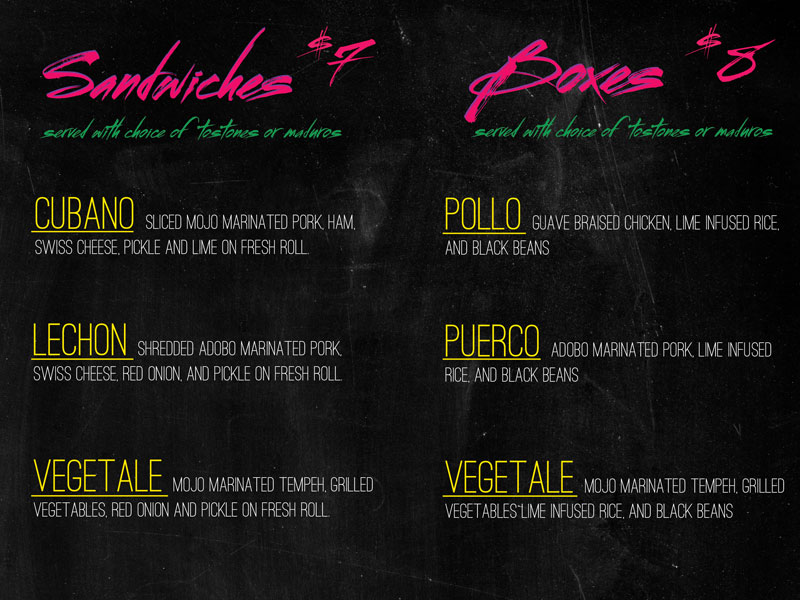 Sandwiches $7
served with choice of tostones or maduros
CUBANO SLICED MOJO MARINATED PORK, HAM,
SWISS CHEESE, PICKLE AND LIME ON FRESH ROLL.
LECHON SHREDDED ADOBO MARINATED PORK,
SWISS CHEESE, RED ONION, AND PICKLE ON FRESH ROLL.
VEGETALE MOJO MARINATED TEMPEH, GRILLED
VEGETABLES, RED ONION AND PICKLE ON FRESH ROLL.
Boxes $8
served with choice of tostones or maduros
POLLO GUAVE BRAISED CHICKEN, LIME INFUSED RICE,
AND BLACK BEANS
PUERCO ADOBO MARINATED PORK, LIME INFUSED
RICE, AND BLACK BEANS
VEGETALE MOJO MARINATED TEMPEH, GRILLED
VEGETABLES`LIME INFUSED RICE, AND BLACK BEANS